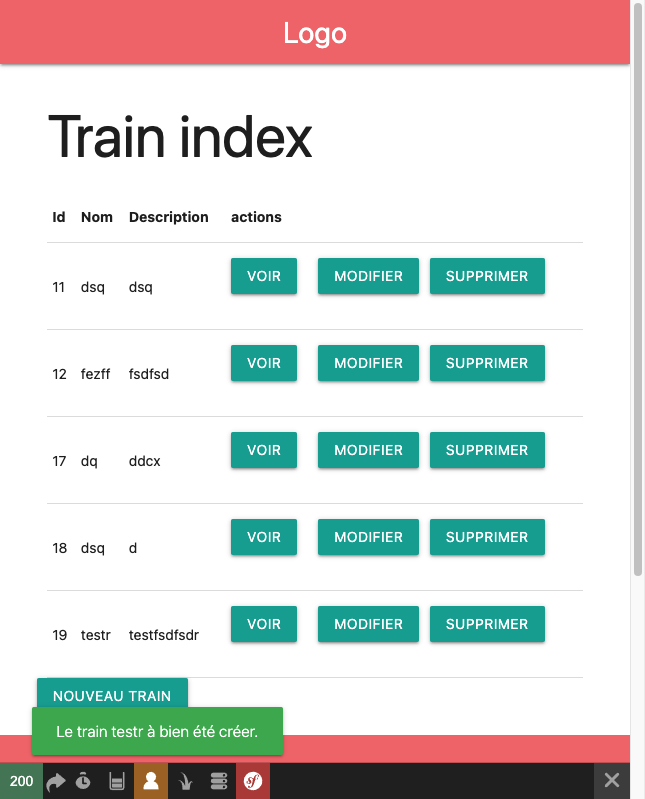 Logo
Train index
Id Nom Description actions
11 dsq dsq VOIR MODIFIER SUPPRIMER
12 fezff fsdfsd VOIR MODIFIER SUPPRIMER
17 dq ddcx VOIR MODIFIER SUPPRIMER
18 dsq d VOIR MODIFIER SUPPRIMER
19 testr testfsdfsdr VOIR MODIFIER SUPPRIMER
NOUVEAU TRAIN
Le train testr à bien été créer.
200 sf